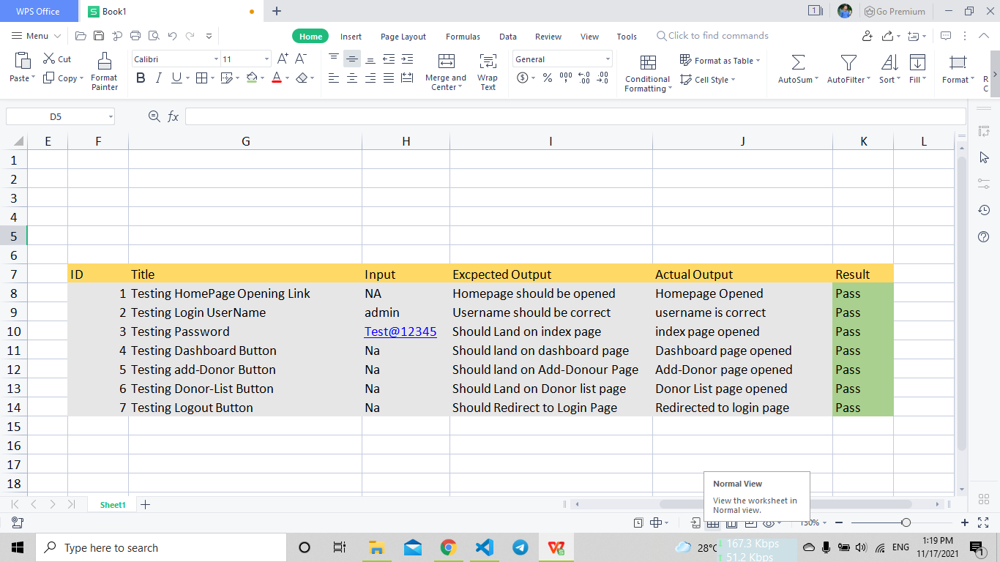 WPS Office Book1 1 Go Premium
Menu Home Insert Page Layout Formulas Data Review View Tools Click to find commands
Paste Cut Copy Format Painter Calibri 11 Merge and Center Wrap Text General Conditional Formatting Format as Table Cell Style AutoSum AutoFilter Sort Fill Format R C
D5 fx
E F G H I J K L
1
2
3
4
5
6
7 ID Title Input Excpected Output Actual Output Result
8 1 Testing HomePage Opening Link NA Homepage should be opened Homepage Opened Pass
9 2 Testing Login UserName admin Username should be correct username is correct Pass
10 3 Testing Password Test@12345 Should Land on index page index page opened Pass
11 4 Testing Dashboard Button Na Should land on dashboard page Dashboard page opened Pass
12 5 Testing add-Donor Button Na Should land on Add-Donour Page Add-Donor page opened Pass
13 6 Testing Donor-List Button Na Should Land on Donor list page Donor List page opened Pass
14 7 Testing Logout Button Na Should Redirect to Login Page Redirected to login page Pass
15
16
17
18
Normal View
View the worksheet in
Normal view.
Sheet1
130%
Type here to search 28°C 167.3 Kbps 51.2 Kbps ENG 1:19 PM 11/17/2021 1